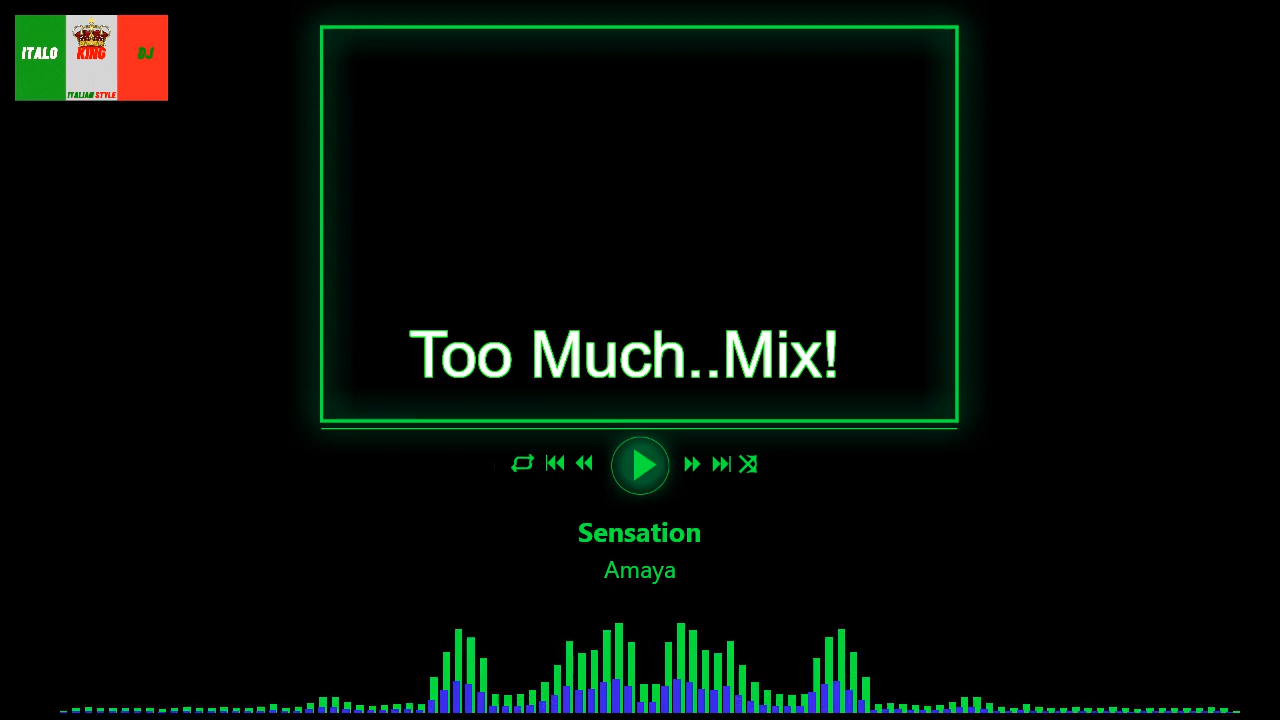 ITALO KING DJ
ITALIAN STYLE
Too Much..Mix!
Sensation
Amaya